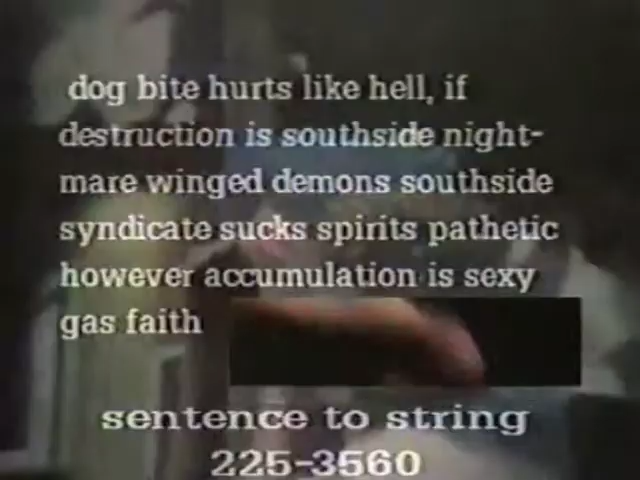 dog bite hurts like hell, if
destruction is southside night-
mare winged demons southside
syndicate sucks spirits pathetic
however accumulation is sexy
gas faith
sentence to string
225-3560